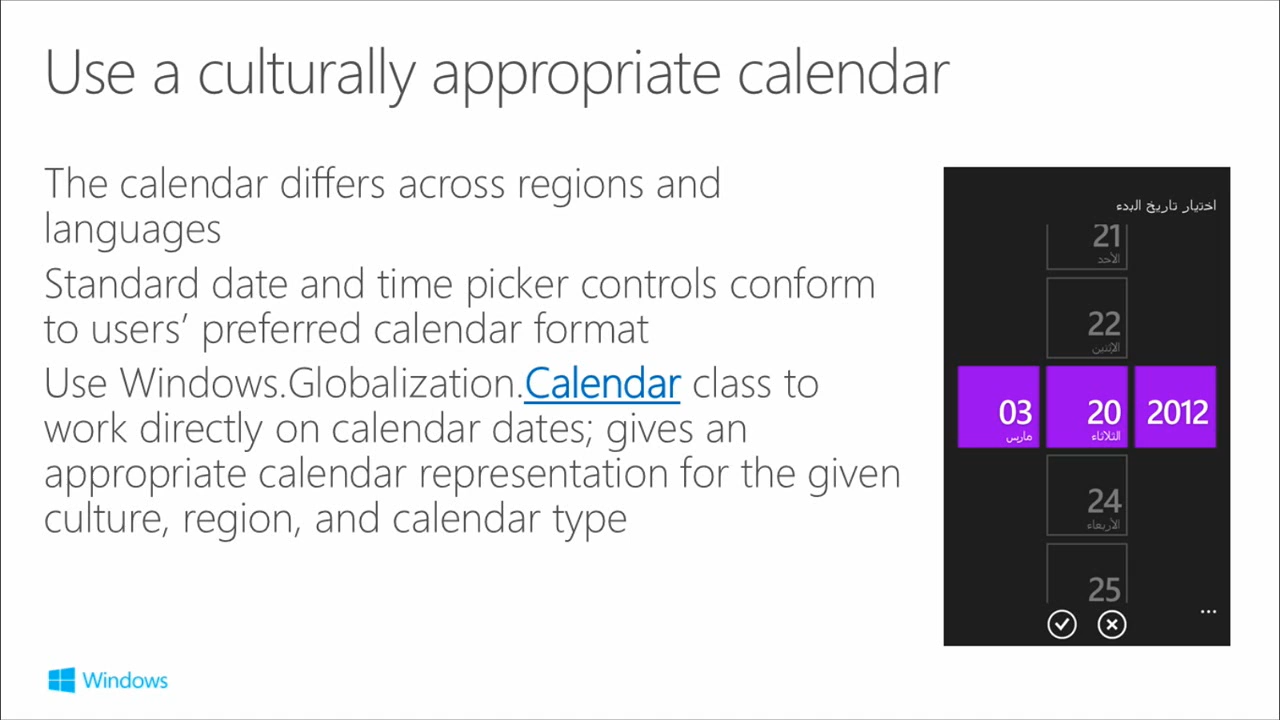 Use a culturally appropriate calendar
The calendar differs across regions and
languages
Standard date and time picker controls conform
to users’ preferred calendar format
Use Windows.Globalization.Calendar class to
work directly on calendar dates; gives an
appropriate calendar representation for the given
culture, region, and calendar type
اختيار تاريخ البدء
21
الأحد
22
الإثنين
03 20 2012
مارس الثلاثاء
24
الأربعاء
25
...
Windows